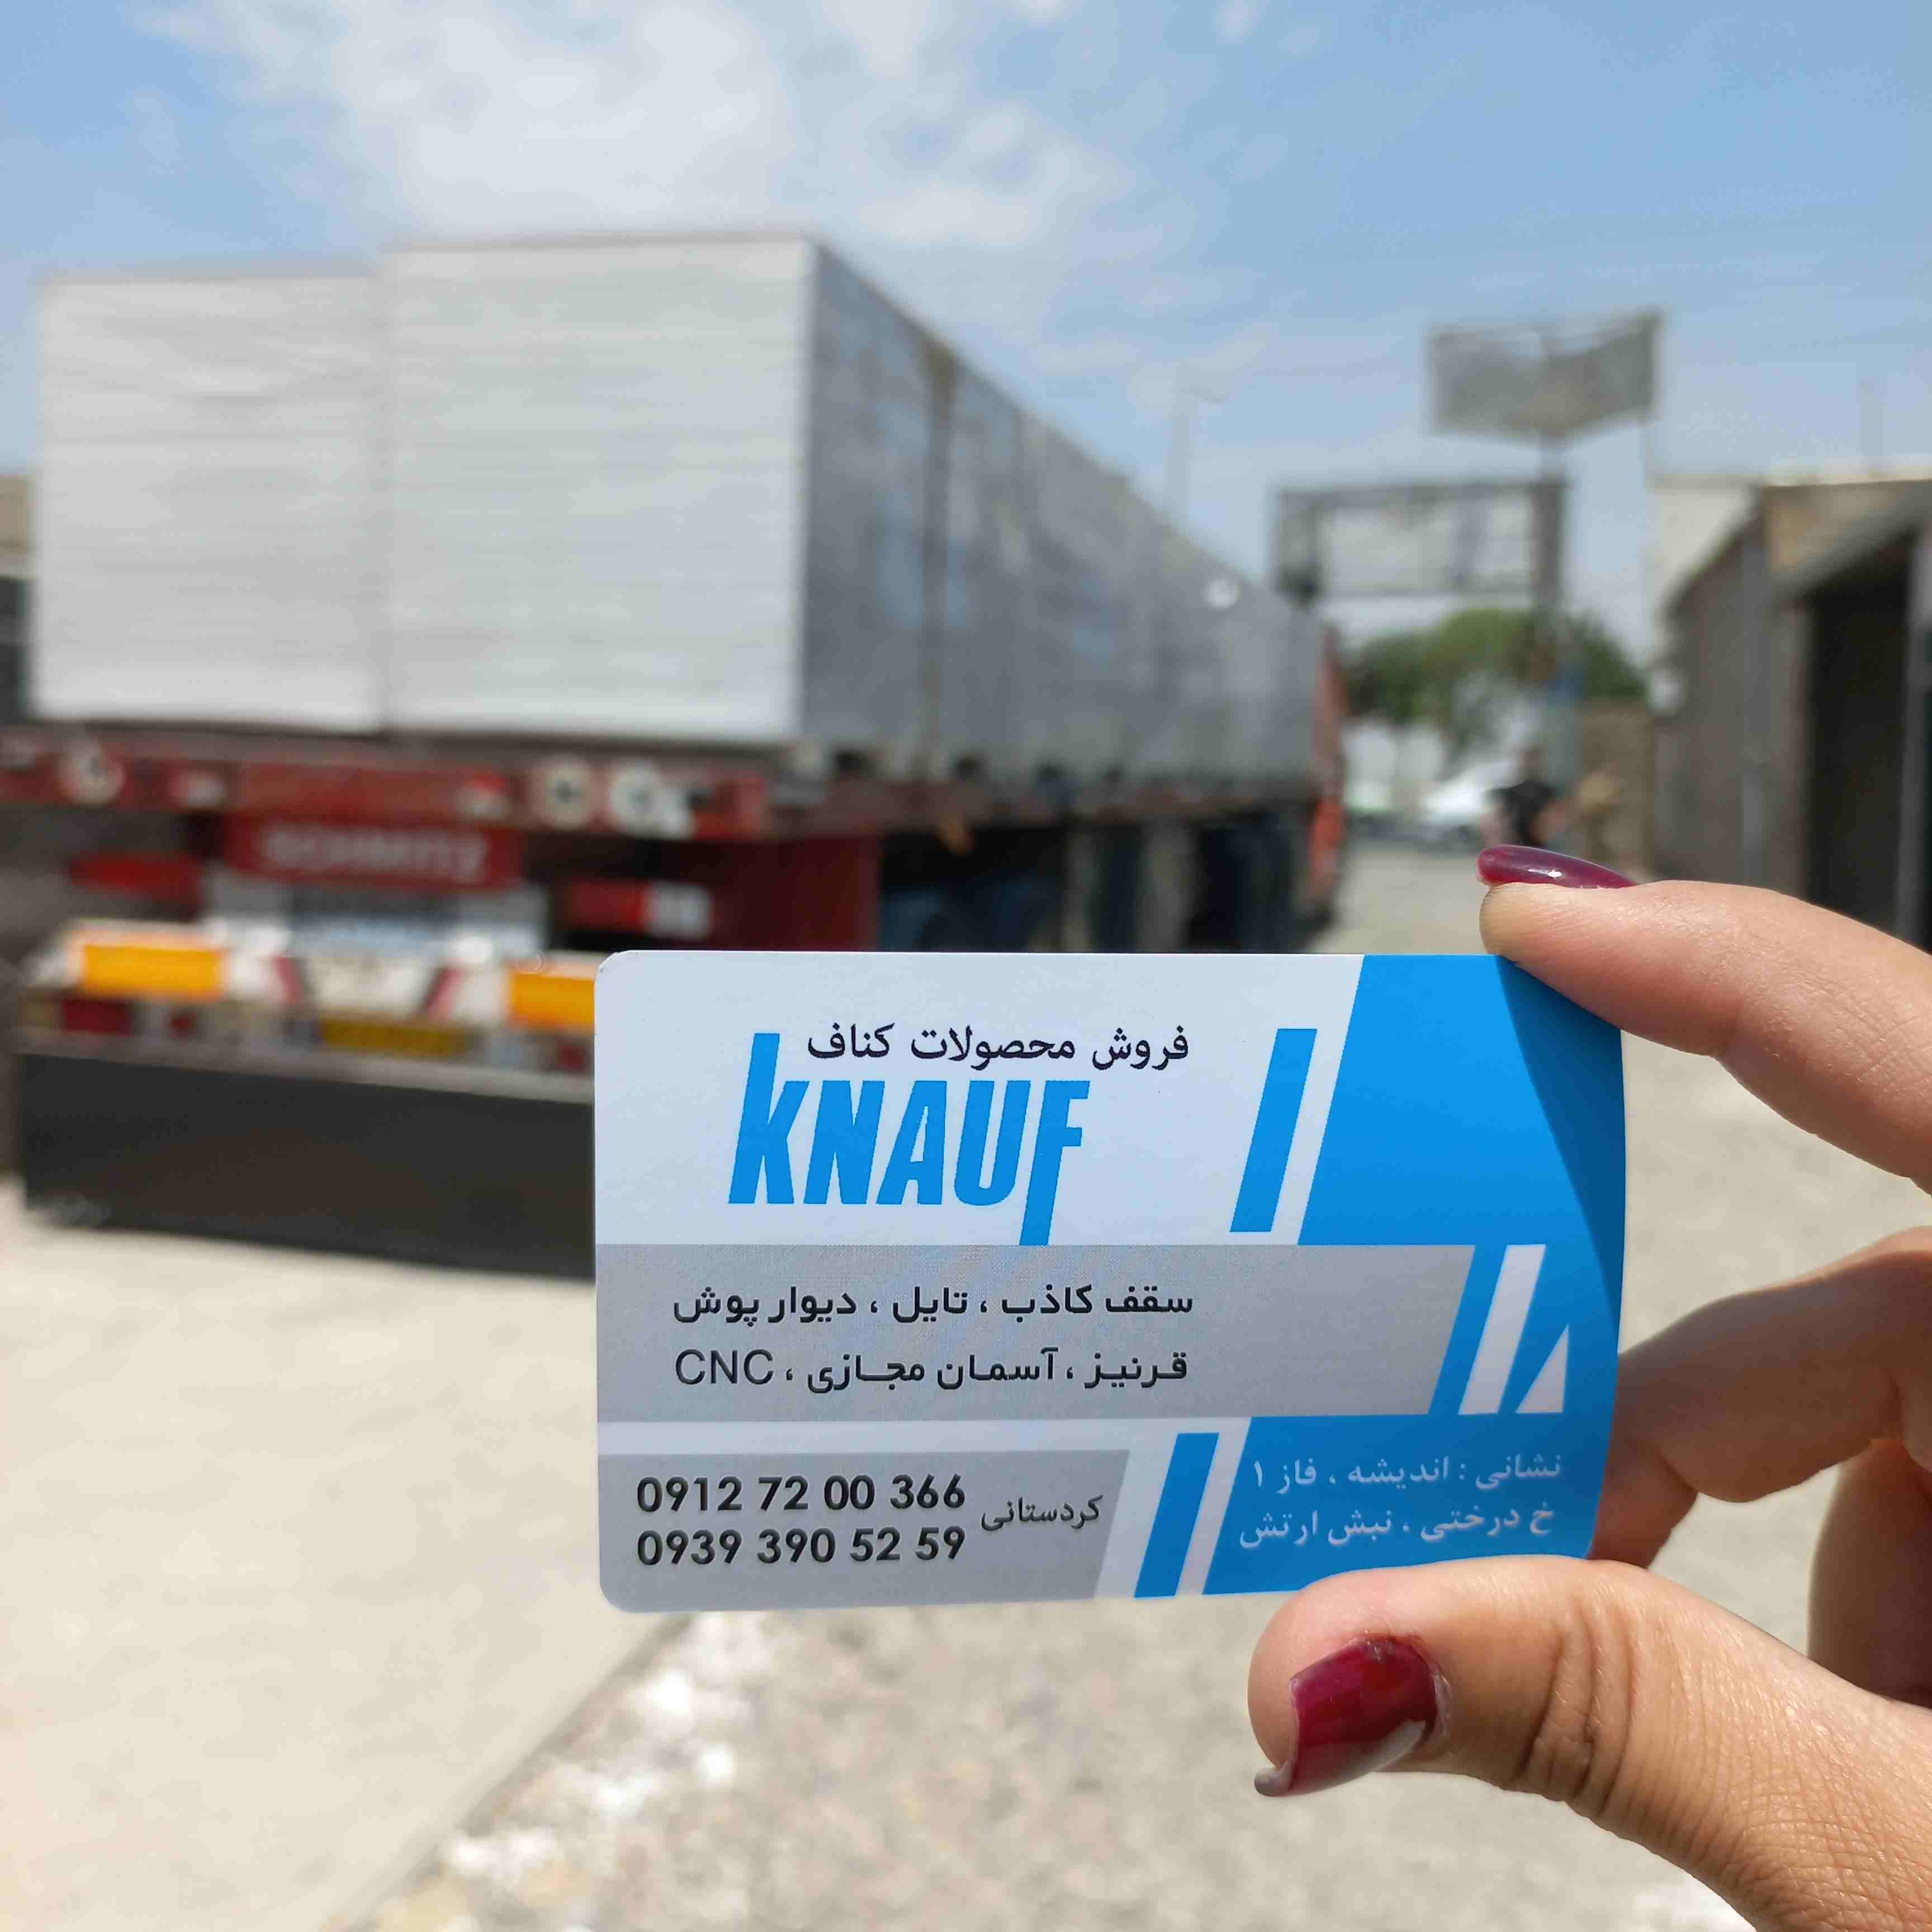 SCHMITZ
فروش محصولات کناف
KNAUF
سقف کاذب ، تایل ، دیوار پوش
قرنیز ، آسمان مجازی ، CNC
کردستانی
0912 72 00 366
0939 390 52 59
نشانی : اندیشه ، فاز ۱
خ درختی ، نبش ارتش